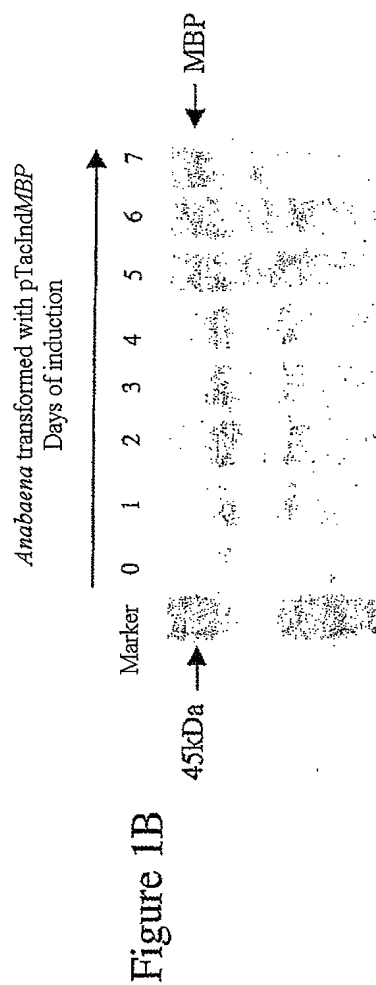 Figure 1B
Anabaena transformed with pTacIndMBP
Days of induction
Marker 0 1 2 3 4 5 6 7
45kDa
MBP